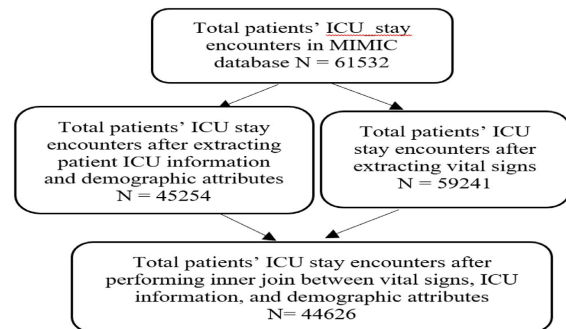 Total patients’ ICU stay
encounters in MIMIC
database N = 61532
Total patients’ ICU stay
encounters after extracting
patient ICU information
and demographic attributes
N = 45254
Total patients’ ICU
stay encounters after
extracting vital signs
N = 59241
Total patients’ ICU stay encounters after
performing inner join between vital signs, ICU
information, and demographic attributes
N= 44626